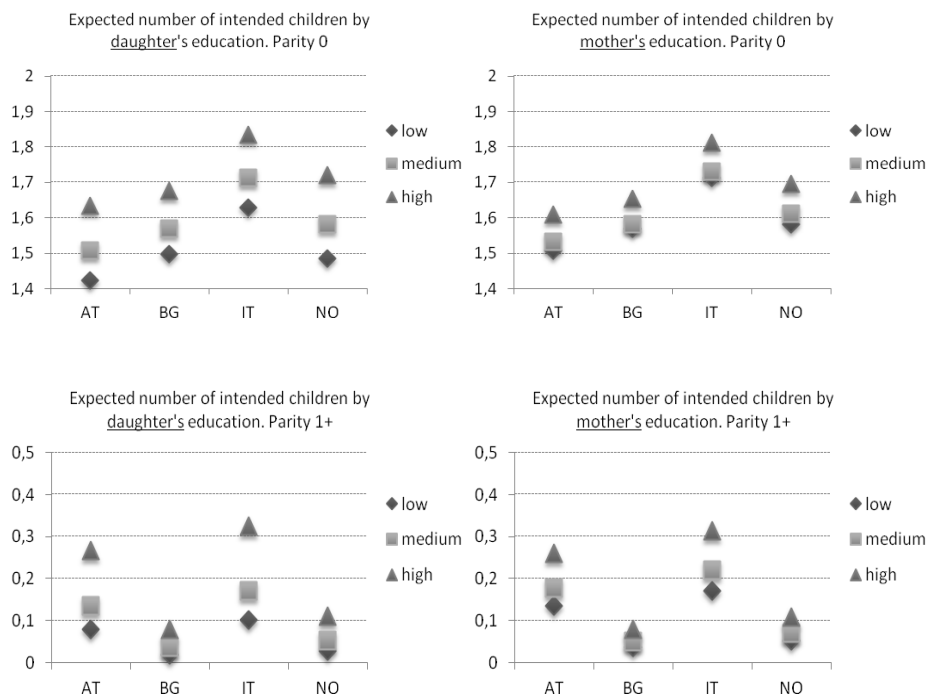 Expected number of intended children by
daughter's education. Parity 0
2
1,9
1,8
1,7
1,6
1,5
1,4
AT BG IT NO
low
medium
high
Expected number of intended children by
mother's education. Parity 0
2
1,9
1,8
1,7
1,6
1,5
1,4
AT BG IT NO
low
medium
high
Expected number of intended children by
daughter's education. Parity 1+
0,5
0,4
0,3
0,2
0,1
0
AT BG IT NO
low
medium
high
Expected number of intended children by
mother's education. Parity 1+
0,5
0,4
0,3
0,2
0,1
0
AT BG IT NO
low
medium
high